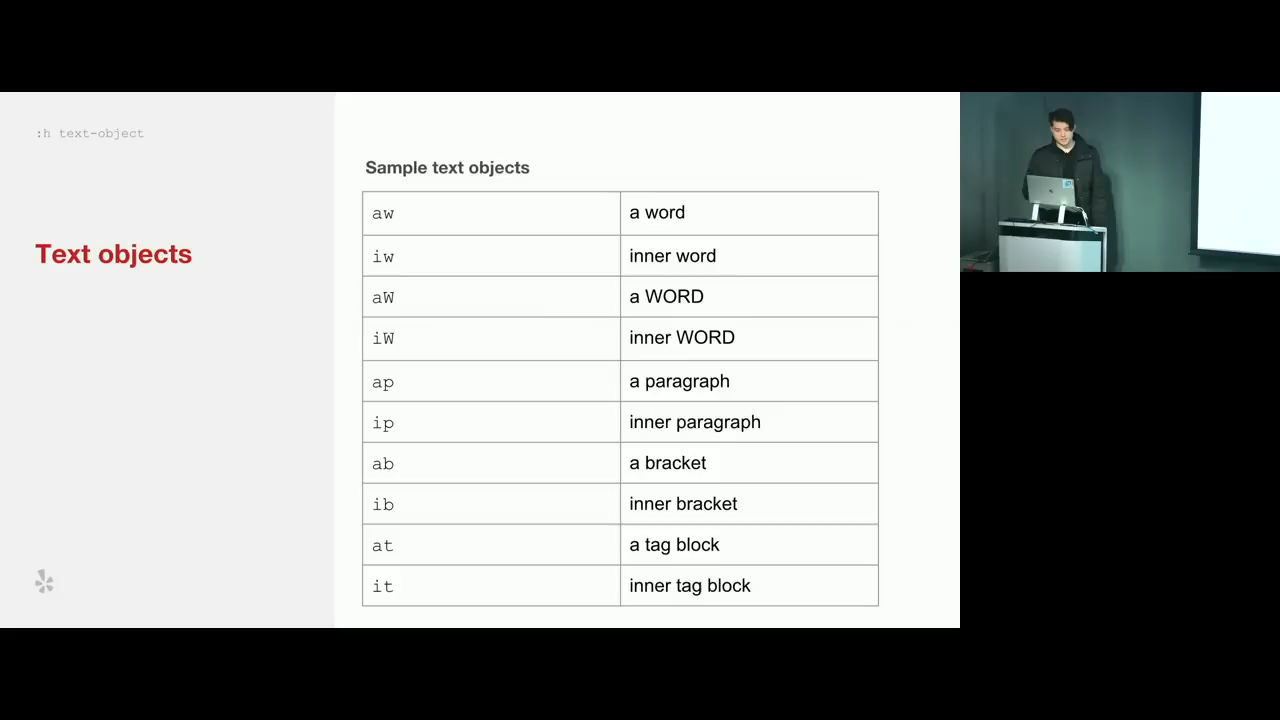 :h text-object
Text objects
Sample text objects
aw a word
iw inner word
aW a WORD
iW inner WORD
ap a paragraph
ip inner paragraph
ab a bracket
ib inner bracket
at a tag block
it inner tag block